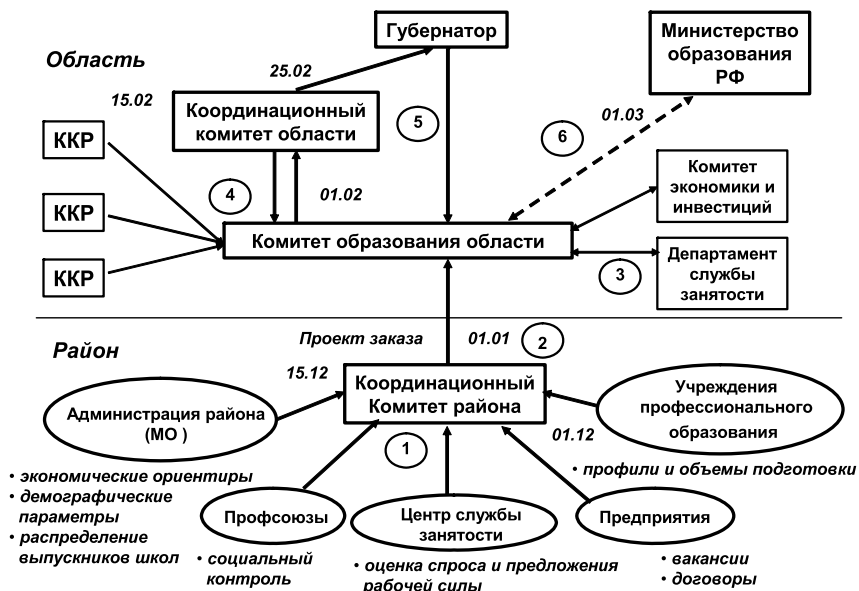 Губернатор
Министерство
образования
РФ
Область
25.02
15.02
Координационный
комитет области
5
6
01.03
ККР
Комитет
экономики и
инвестиций
4
01.02
ККР
Комитет образования области
ККР
3
Департамент
службы
занятости
Проект заказа
01.01
2
Район
15.12
Координационный
Комитет района
Учреждения
профессионального
образования
Администрация района
(МО )
1
01.12
• экономические ориентиры
• демографические
параметры
• распределение
выпускников школ
• профили и объемы подготовки
Профсоюзы
Центр службы
занятости
Предприятия
• социальный
контроль
• оценка спроса и предложения
рабочей силы
• вакансии
• договоры